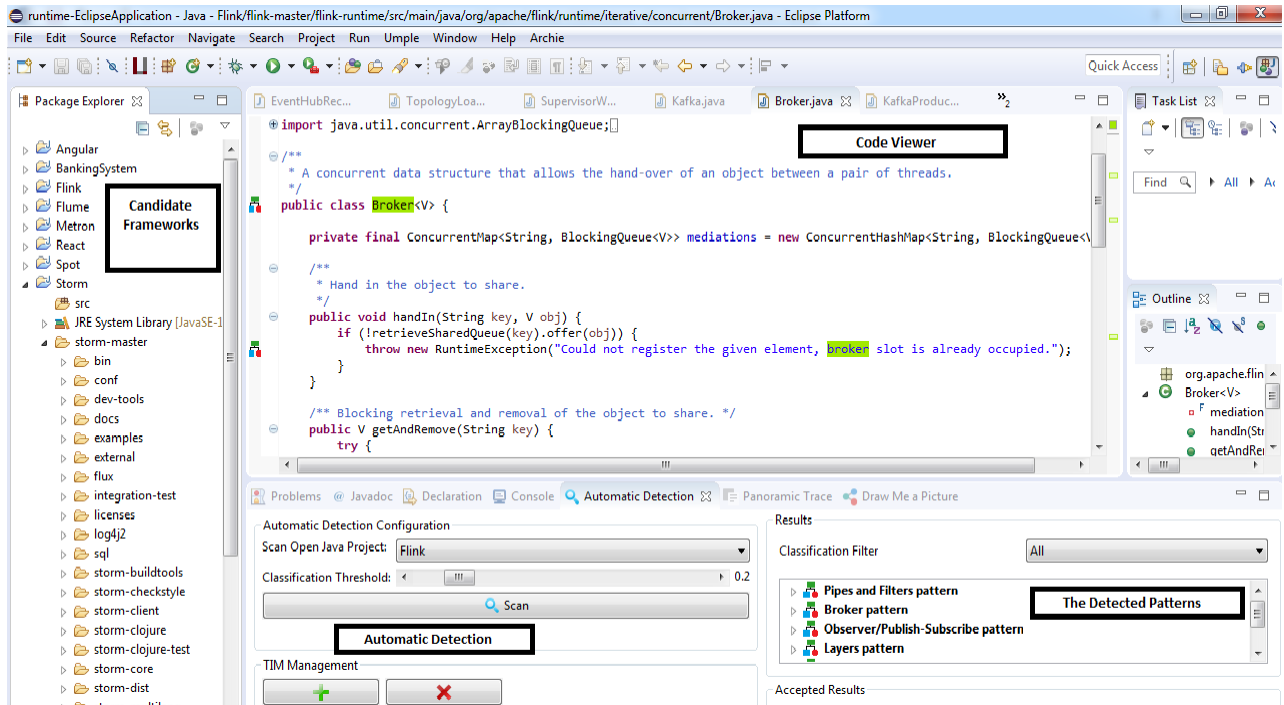 runtime-EclipseApplication - Java - Flink/flink-master/flink-runtime/src/main/java/org/apache/flink/runtime/iterative/concurrent/Broker.java - Eclipse Platform
File Edit Source Refactor Navigate Search Project Run Umple Window Help Archie
Quick Access
Package Explorer
Angular
BankingSystem
Flink
Flume
Metron
React
Spot
Storm
src
JRE System Library [JavaSE-1
storm-master
bin
conf
dev-tools
docs
examples
external
flux
integration-test
licenses
log4j2
sql
storm-buildtools
storm-checkstyle
storm-client
storm-clojure
storm-clojure-test
storm-core
storm-dist
Candidate
Frameworks
EventHubRec... TopologyLoa... SupervisorW... Kafka.java Broker.java KafkaProduc... »2
import java.util.concurrent.ArrayBlockingQueue;
Code Viewer
/**
* A concurrent data structure that allows the hand-over of an object between a pair of threads.
*/
public class Broker<V> {
private final ConcurrentMap<String, BlockingQueue<V>> mediations = new ConcurrentHashMap<String, BlockingQueue<\
/**
* Hand in the object to share.
*/
public void handIn(String key, V obj) {
if (!retrieveSharedQueue(key).offer(obj)) {
throw new RuntimeException("Could not register the given element, broker slot is already occupied.");
}
}
/** Blocking retrieval and removal of the object to share. */
public V getAndRemove(String key) {
try {
Task List
Find All Ac
Outline
org.apache.flin
Broker<V>
F mediation
handIn(Str
getAndRe
Problems @ Javadoc Declaration Console Automatic Detection Panoramic Trace Draw Me a Picture
Automatic Detection Configuration
Scan Open Java Project: Flink
Classification Threshold: 0.2
Scan
Automatic Detection
TIM Management
Results
Classification Filter All
Pipes and Filters pattern
Broker pattern
Observer/Publish-Subscribe pattern
Layers pattern
The Detected Patterns
Accepted Results